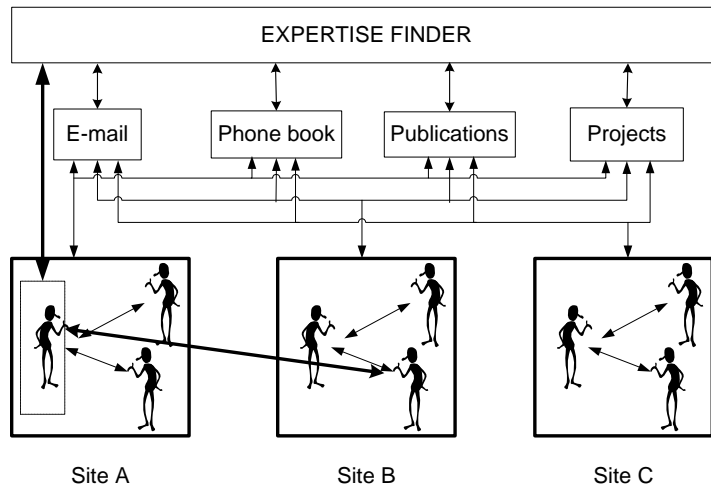 EXPERTISE FINDER
E-mail
Phone book
Publications
Projects
Site A
Site B
Site C